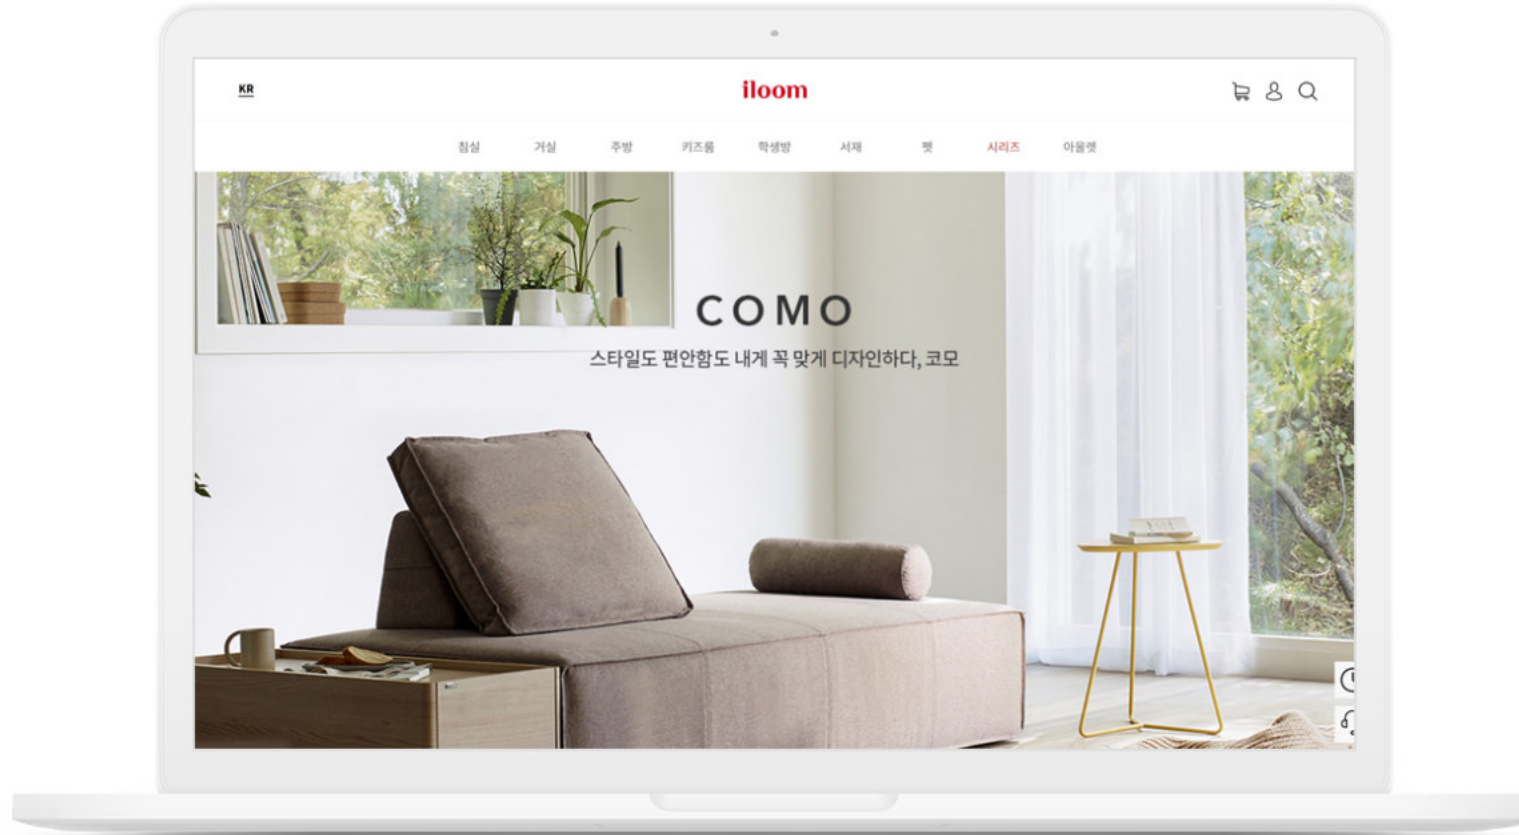 KR
iloom
침실 거실 주방 키즈룸 학생방 서재 펫 시리즈 아울렛
COMO
스타일도 편안함도 내게 꼭 맞게 디자인하다, 코모